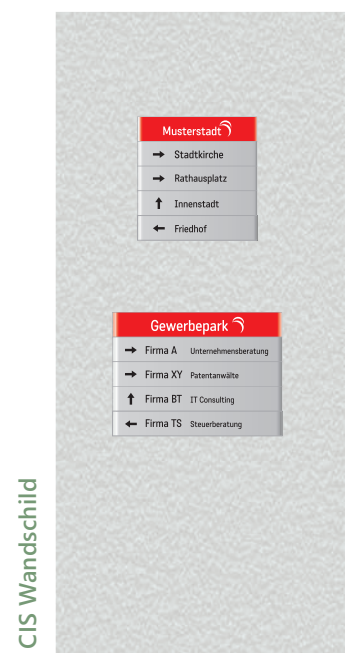 Musterstadt
→ Stadtkirche
→ Rathausplatz
↑ Innenstadt
← Friedhof
Gewerbepark
→ Firma A Unternehmensberatung
→ Firma XY Patentanwälte
↑ Firma BT IT Consulting
← Firma TS Steuerberatung
CIS Wandschild